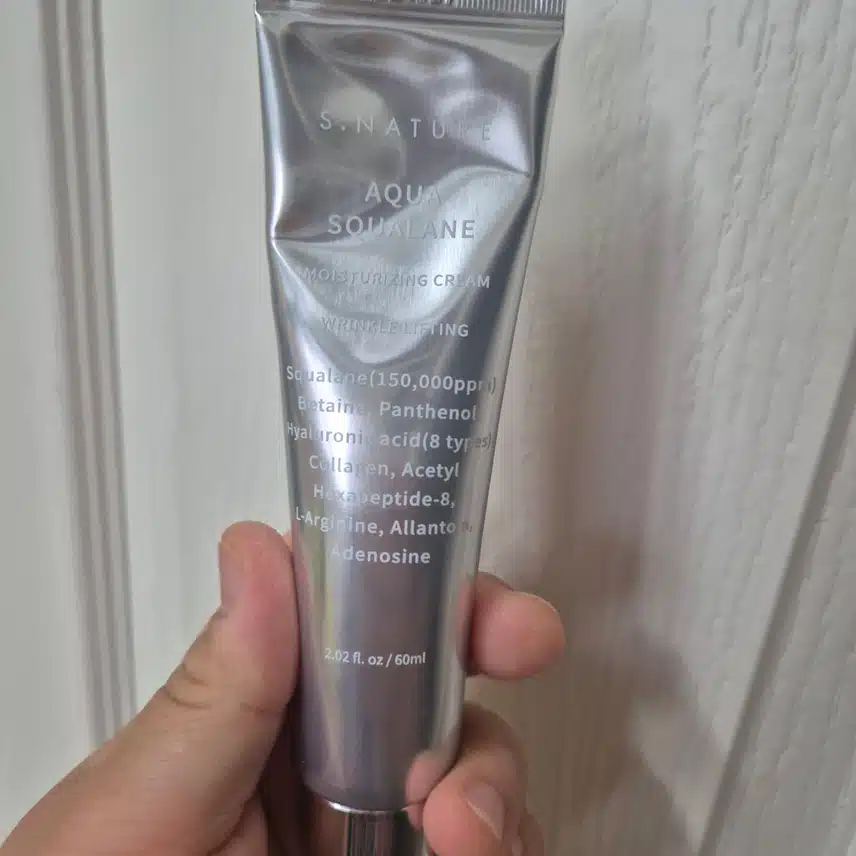 S.NATURE
AQUA
SQUALANE
MOISTURIZING CREAM
WRINKLE LIFTING
Squalane(150,000ppm)
Betaine, Panthenol
Hyaluronic acid(8 types)
Collagen, Acetyl
Hexapeptide-8,
L-Arginine, Allantoin,
Adenosine
2.02 fl. oz / 60ml